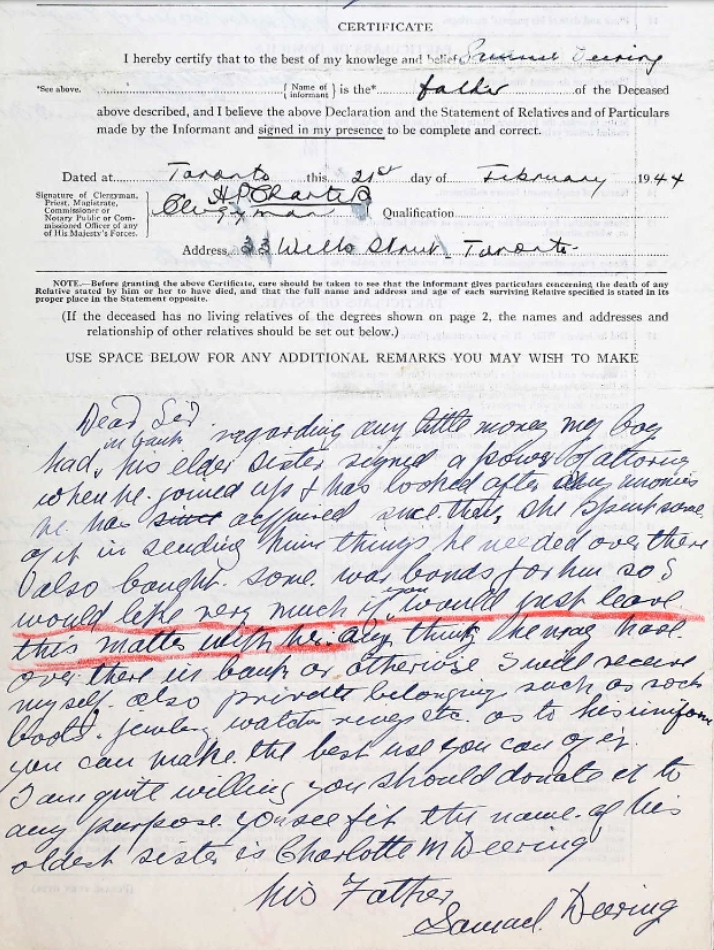 CERTIFICATE
I hereby certify that to the best of my knowlege and belief Samuel Deering
*See above. { Name of informant } is the* father of the Deceased
above described, and I believe the above Declaration and the Statement of Relatives and of Particulars
made by the Informant and signed in my presence to be complete and correct.
Dated at Toronto this 21st day of February 1944
Signature of Clergyman,
Priest, Magistrate,
Commissioner or
Notary Public or Com-
missioned Officer of any
of His Majesty's Forces.
H P Charters
Clergyman Qualification
Address 33 Wells Street, Toronto
NOTE.—Before granting the above Certificate, care should be taken to see that the informant gives particulars concerning the death of any
Relative stated by him or her to have died, and that the full name and address and age of each surviving Relative specified is stated in its
proper place in the Statement opposite.
(If the deceased has no living relatives of the degrees shown on page 2, the names and addresses and
relationship of other relatives should be set out below.)
USE SPACE BELOW FOR ANY ADDITIONAL REMARKS YOU MAY WISH TO MAKE
Dear Sir
regarding any little money my boy
had, in bank his elder sister signed a power of attorney
when he joined up & has looked after any monies
he has since acquired since then, she spent some
of it in sending him things he needed over there
also bought some war bonds for him so I
would like very much if you would just leave
this matter with her. Any thing he may have
over there in bank or otherwise I will receive
myself. also private belongings such as socks
boots. jewlery watch rings etc. as to his uniform
you can make the best use you can of it.
I am quite willing you should donate it to
any purpose you see fit the name of his
oldest sister is Charlotte M Deering
his Father
Samuel Deering